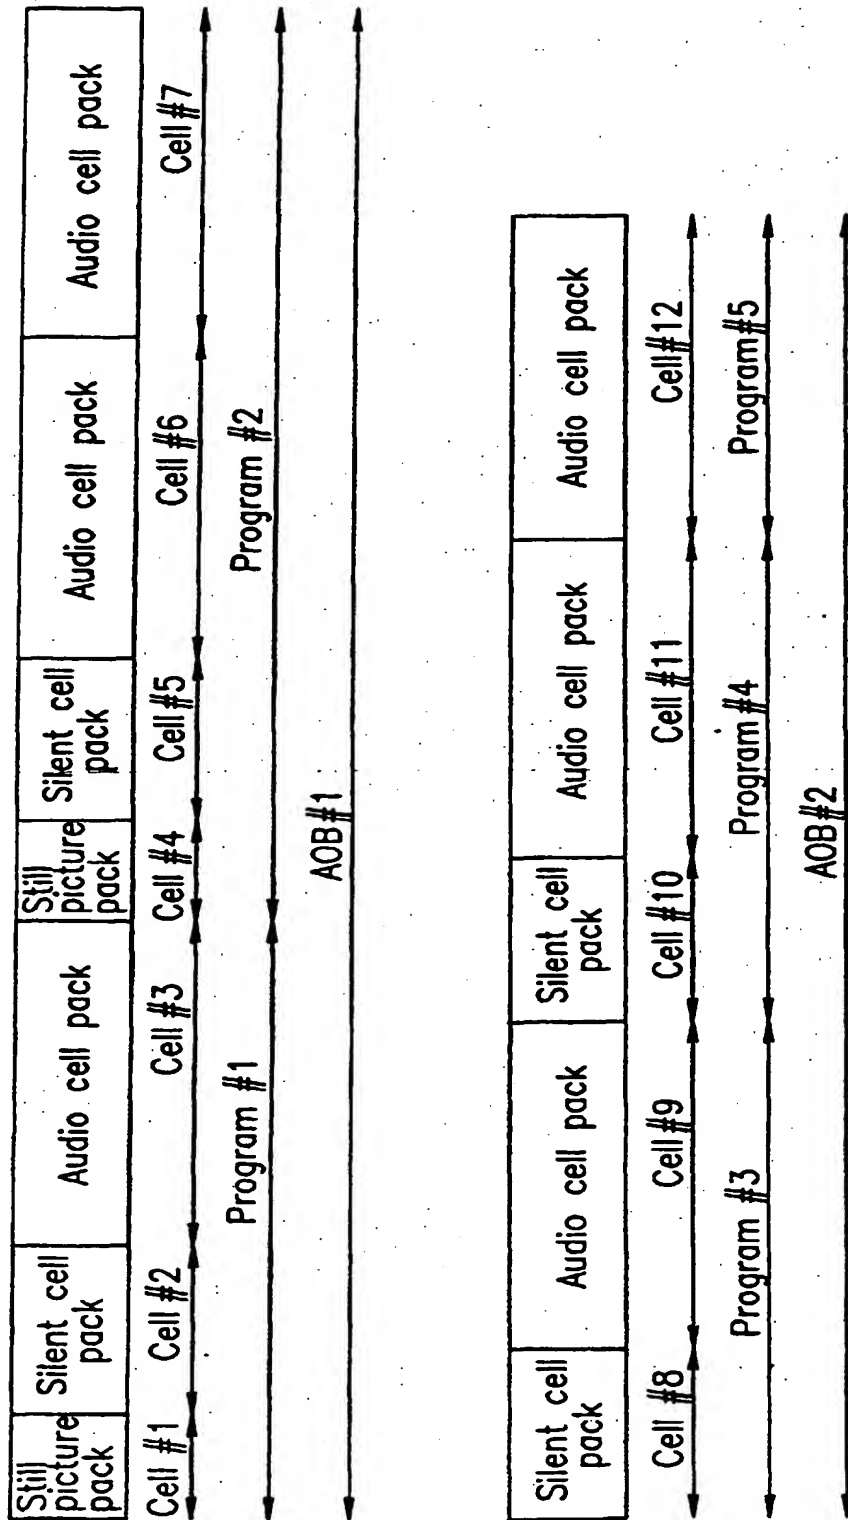 Still
picture
pack
Silent cell
pack
Audio cell pack
Still
picture
pack
Silent cell
pack
Audio cell pack
Audio cell pack
Cell #1
Cell #2
Cell #3
Cell #4
Cell #5
Cell #6
Cell #7
Program #1
Program #2
AOB#1
Silent cell
pack
Audio cell pack
Silent cell
pack
Audio cell pack
Audio cell pack
Cell #8
Cell #9
Cell #10
Cell #11
Cell#12
Program #3
Program #4
Program#5
AOB#2